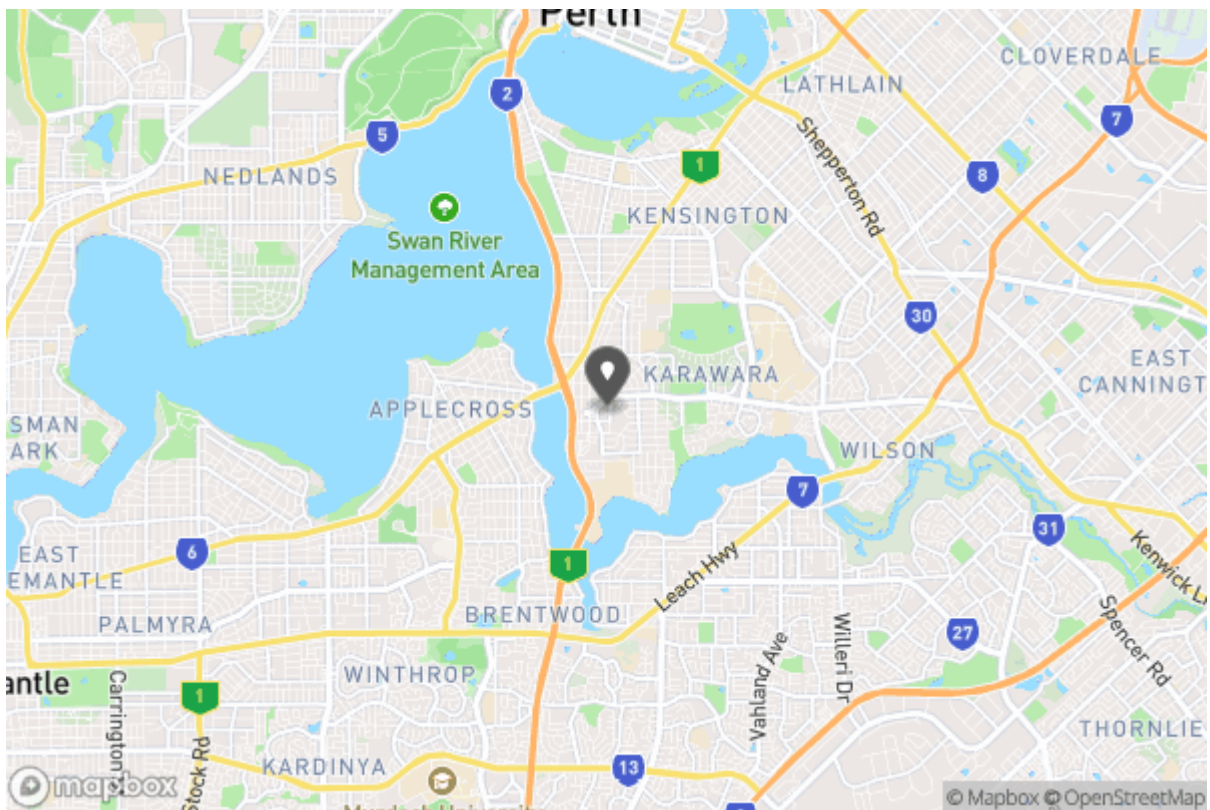 Perth
CLOVERDALE
LATHLAIN
2
7
5
Shepperton Rd
1
8
NEDLANDS
KENSINGTON
Swan River
Management Area
30
EAST
CANNINGT
KARAWARA
APPLECROSS
SMAN
ARK
WILSON
7
31
EAST
EMANTLE
6
1
Leach Hwy
Kenwick L
BRENTWOOD
PALMYRA
27
Spencer Rd
Willeri Dr
Vahland Ave
WINTHROP
antle
1
Carrington
Stock Rd
THORNLIE
KARDINYA
13
Murdoch University
mapbox
© Mapbox © OpenStreetMap